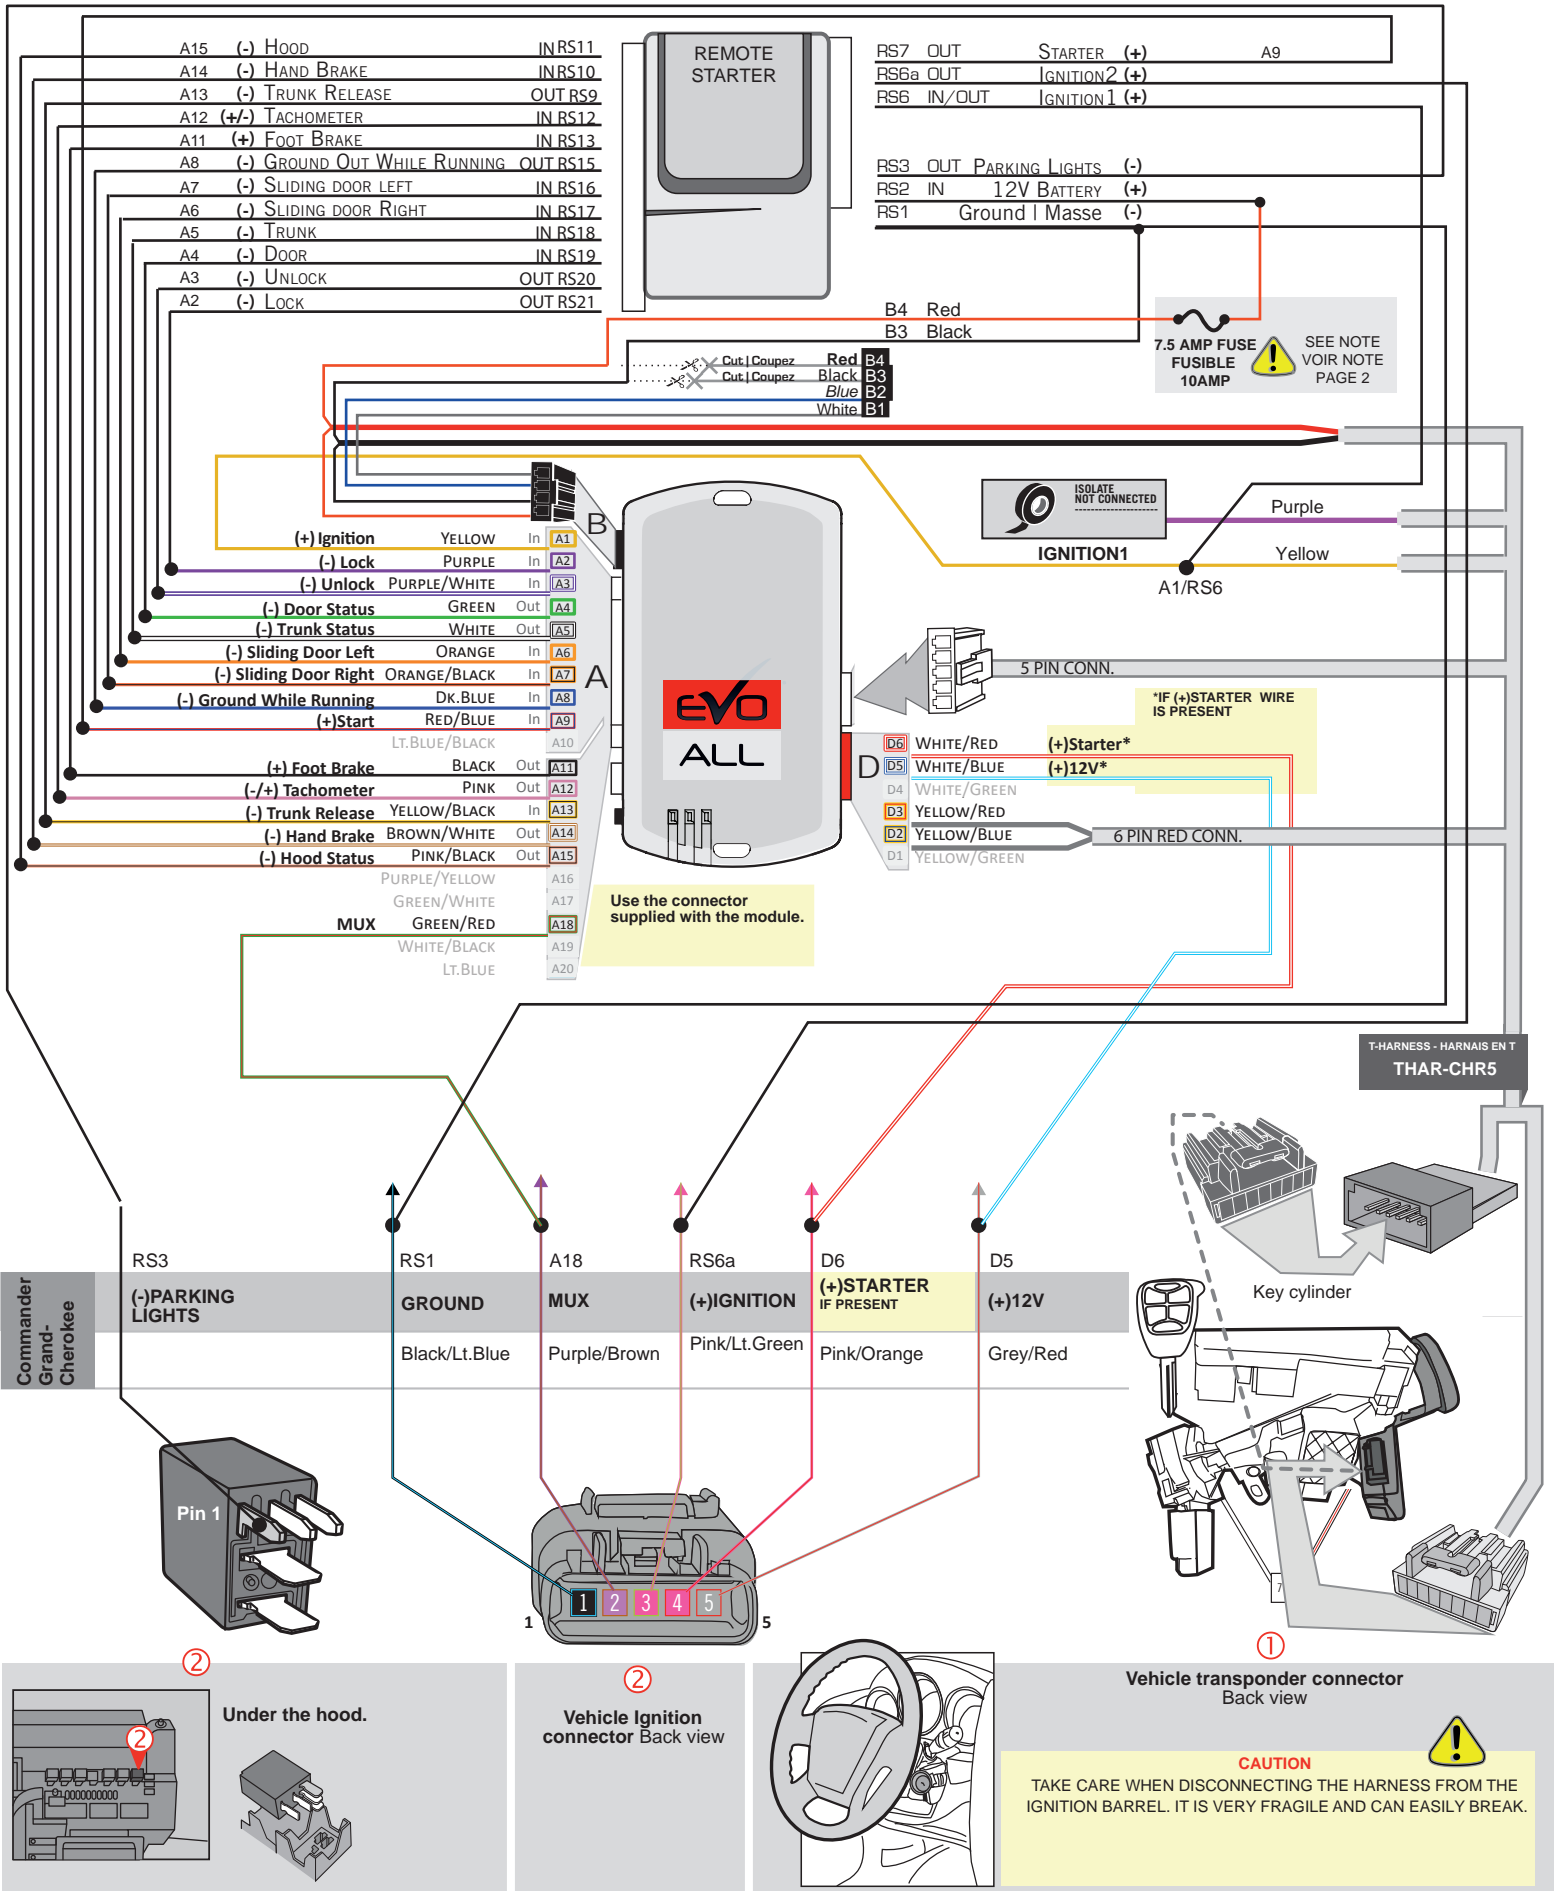 A15 (-) HOOD IN RS11
A14 (-) HAND BRAKE IN RS10
A13 (-) TRUNK RELEASE OUT RS9
A12 (+/-) TACHOMETER IN RS12
A11 (+) FOOT BRAKE IN RS13
A8 (-) GROUND OUT WHILE RUNNING OUT RS15
A7 (-) SLIDING DOOR LEFT IN RS16
A6 (-) SLIDING DOOR RIGHT IN RS17
A5 (-) TRUNK IN RS18
A4 (-) DOOR IN RS19
A3 (-) UNLOCK OUT RS20
A2 (-) LOCK OUT RS21
REMOTE
STARTER
RS7 OUT STARTER (+) A9
RS6a OUT IGNITION2 (+)
RS6 IN/OUT IGNITION1 (+)
RS3 OUT PARKING LIGHTS (-)
RS2 IN 12V BATTERY (+)
RS1 Ground | Masse (-)
B4 Red
B3 Black
7.5 AMP FUSE
FUSIBLE
10AMP
SEE NOTE
VOIR NOTE
PAGE 2
Cut | Coupez Red B4
Cut | Coupez Black B3
Blue B2
White B1
ISOLATE
NOT CONNECTED
Purple
IGNITION1
Yellow
A1/RS6
B
A
(+) Ignition YELLOW In A1
(-) Lock PURPLE In A2
(-) Unlock PURPLE/WHITE In A3
(-) Door Status GREEN Out A4
(-) Trunk Status WHITE Out A5
(-) Sliding Door Left ORANGE In A6
(-) Sliding Door Right ORANGE/BLACK In A7
(-) Ground While Running DK.BLUE In A8
(+)Start RED/BLUE In A9
LT.BLUE/BLACK A10
(+) Foot Brake BLACK Out A11
(-/+) Tachometer PINK Out A12
(-) Trunk Release YELLOW/BLACK In A13
(-) Hand Brake BROWN/WHITE Out A14
(-) Hood Status PINK/BLACK Out A15
PURPLE/YELLOW A16
GREEN/WHITE A17
MUX GREEN/RED A18
WHITE/BLACK A19
LT.BLUE A20
EVO
ALL
Use the connector
supplied with the module.
5 PIN CONN.
*IF (+)STARTER WIRE
IS PRESENT
D
D6 WHITE/RED (+)Starter*
D5 WHITE/BLUE (+)12V*
D4 WHITE/GREEN
D3 YELLOW/RED
D2 YELLOW/BLUE
D1 YELLOW/GREEN
6 PIN RED CONN.
T-HARNESS - HARNAIS EN T
THAR-CHR5
Key cylinder
RS3 RS1 A18 RS6a D6 D5
Commander
Grand-
Cherokee
(-)PARKING
LIGHTS
GROUND
MUX
(+)IGNITION
(+)STARTER
IF PRESENT
(+)12V
Black/Lt.Blue
Purple/Brown
Pink/Lt.Green
Pink/Orange
Grey/Red
Pin 1
1 2 3 4 5
1 5
7
2
2
Under the hood.
2
Vehicle Ignition
connector Back view
1
Vehicle transponder connector
Back view
CAUTION
TAKE CARE WHEN DISCONNECTING THE HARNESS FROM THE
IGNITION BARREL. IT IS VERY FRAGILE AND CAN EASILY BREAK.